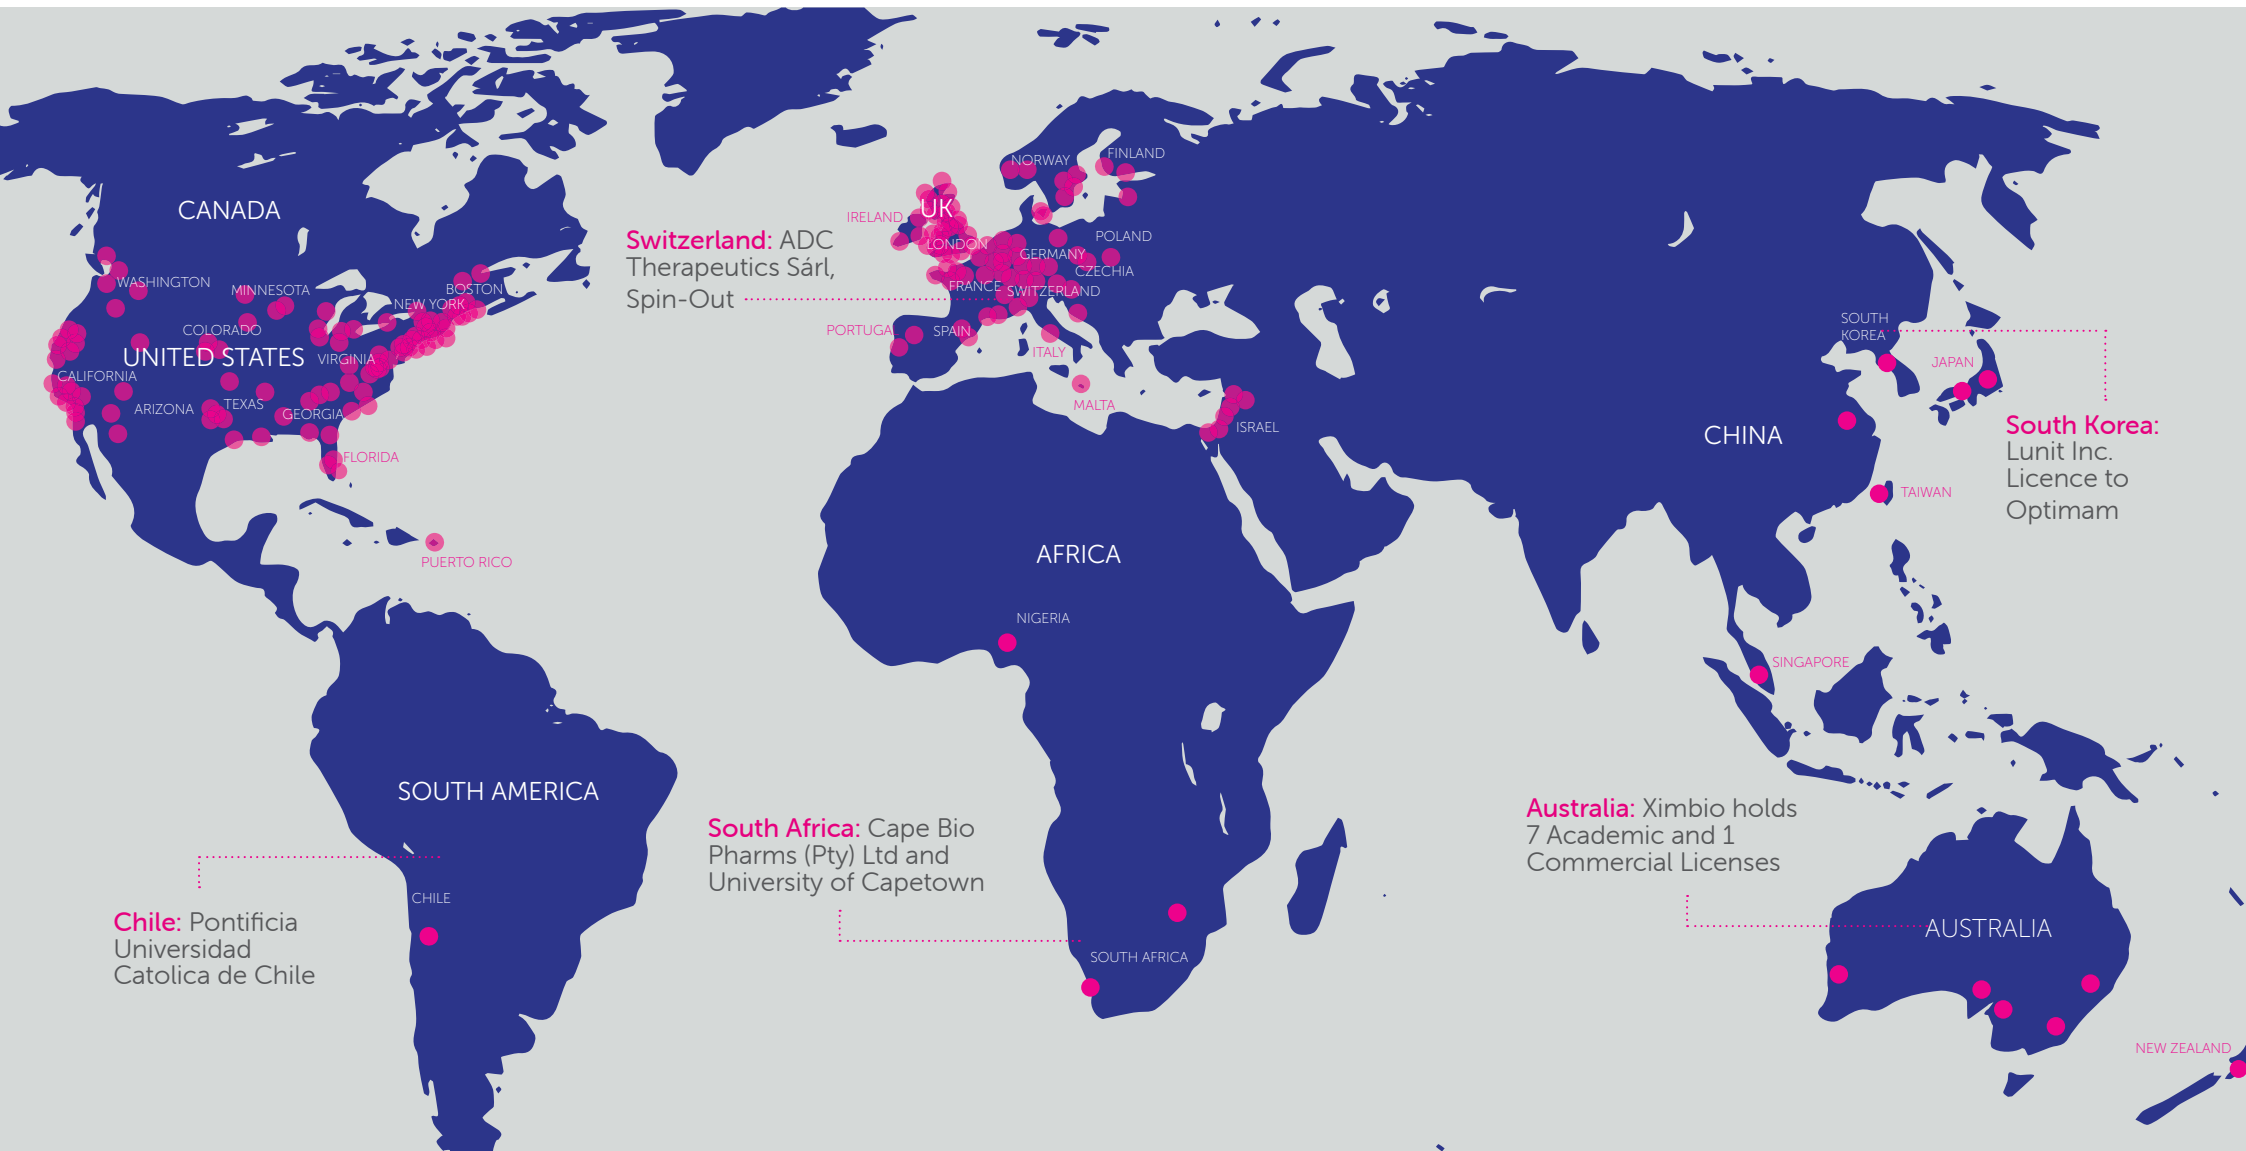 CANADA
WASHINGTON
MINNESOTA
BOSTON
NEW YORK
COLORADO
UNITED STATES
VIRGINIA
CALIFORNIA
ARIZONA
TEXAS
GEORGIA
FLORIDA
PUERTO RICO
SOUTH AMERICA
CHILE
Chile: Pontificia
Universidad
Catolica de Chile
Switzerland: ADC
Therapeutics Sárl,
Spin-Out
NORWAY
FINLAND
IRELAND
UK
LONDON
POLAND
GERMANY
CZECHIA
FRANCE
SWITZERLAND
PORTUGAL
SPAIN
ITALY
MALTA
ISRAEL
AFRICA
NIGERIA
South Africa: Cape Bio
Pharms (Pty) Ltd and
University of Capetown
SOUTH AFRICA
CHINA
SOUTH
KOREA
JAPAN
TAIWAN
South Korea:
Lunit Inc.
Licence to
Optimam
SINGAPORE
Australia: Ximbio holds
7 Academic and 1
Commercial Licenses
AUSTRALIA
NEW ZEALAND